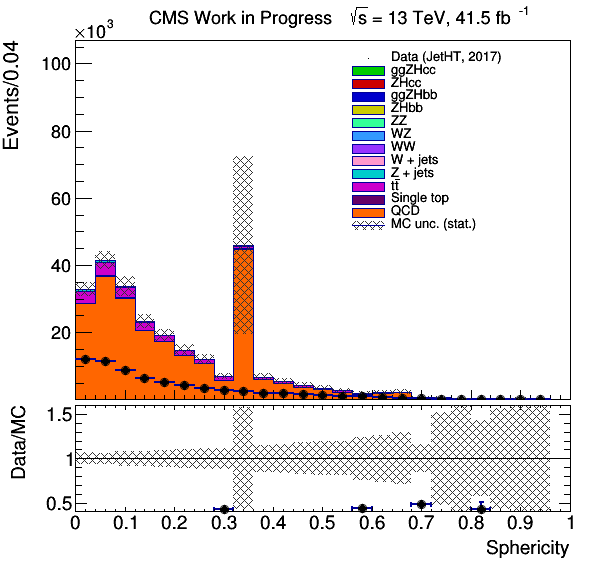 CMS Work in Progress √s = 13 TeV, 41.5 fb⁻¹
×10³
Events/0.04
100
80
60
40
20
Data (JetHT, 2017)
ggZHcc
ZHcc
ggZHbb
ZHbb
ZZ
WZ
WW
W + jets
Z + jets
tt̄
Single top
QCD
MC unc. (stat.)
Data/MC
1.5
1
0.5
0 0.1 0.2 0.3 0.4 0.5 0.6 0.7 0.8 0.9 1
Sphericity